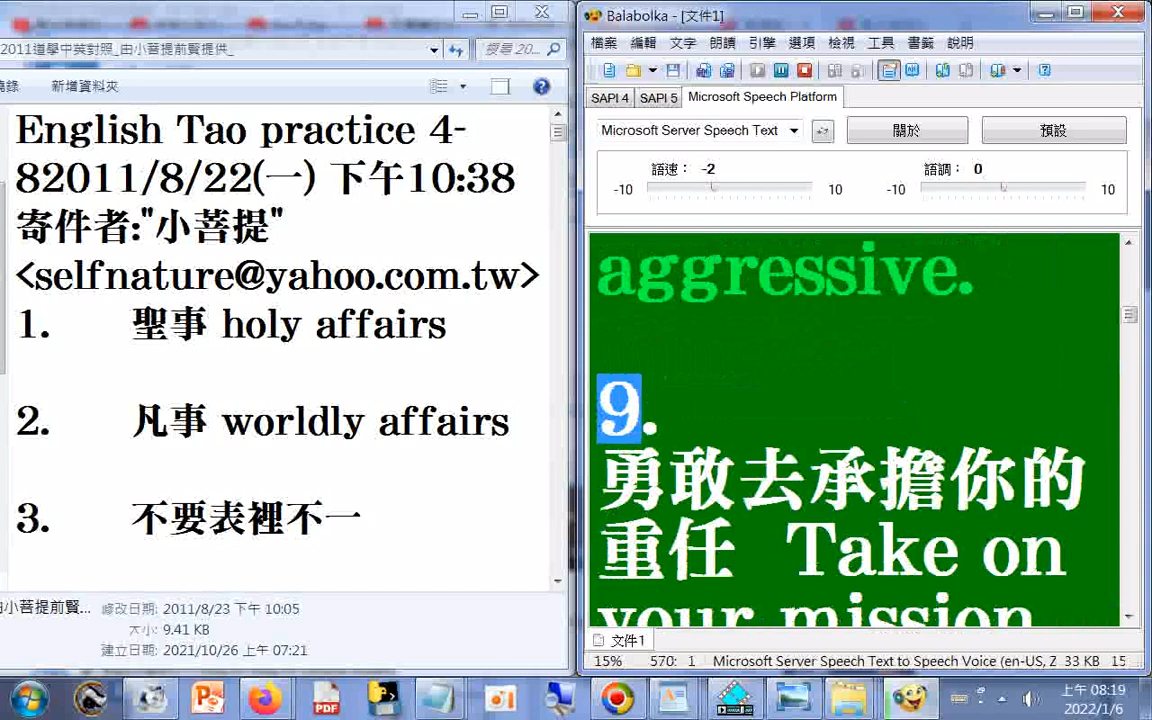 2011道學中英對照_由小菩提前賢提供_
搜尋 20...
新增資料夾
English Tao practice 4-
82011/8/22(一) 下午10:38
寄件者:"小菩提"
<selfnature@yahoo.com.tw>
1. 聖事 holy affairs
2. 凡事 worldly affairs
3. 不要表裡不一
由小菩提前賢... 修改日期: 2011/8/23 下午 10:05
大小: 9.41 KB
建立日期: 2021/10/26 上午 07:21
Balabolka - [文件1]
檔案 編輯 文字 朗讀 引擎 選項 檢視 工具 書籤 說明
SAPI 4 SAPI 5 Microsoft Speech Platform
Microsoft Server Speech Text 關於 預設
語速： -2 語調： 0
-10 10 -10 10
aggressive.
9.
勇敢去承擔你的
重任 Take on
your mission
文件1
15% 570: 1 Microsoft Server Speech Text to Speech Voice (en-US, Z 33 KB 15
上午 08:19
2022/1/6